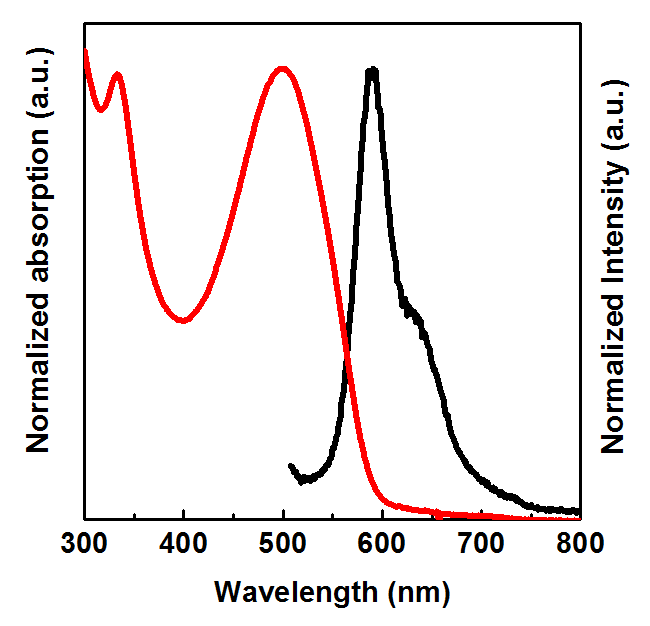 Normalized absorption (a.u.)
Normalized Intensity (a.u.)
300 400 500 600 700 800
Wavelength (nm)